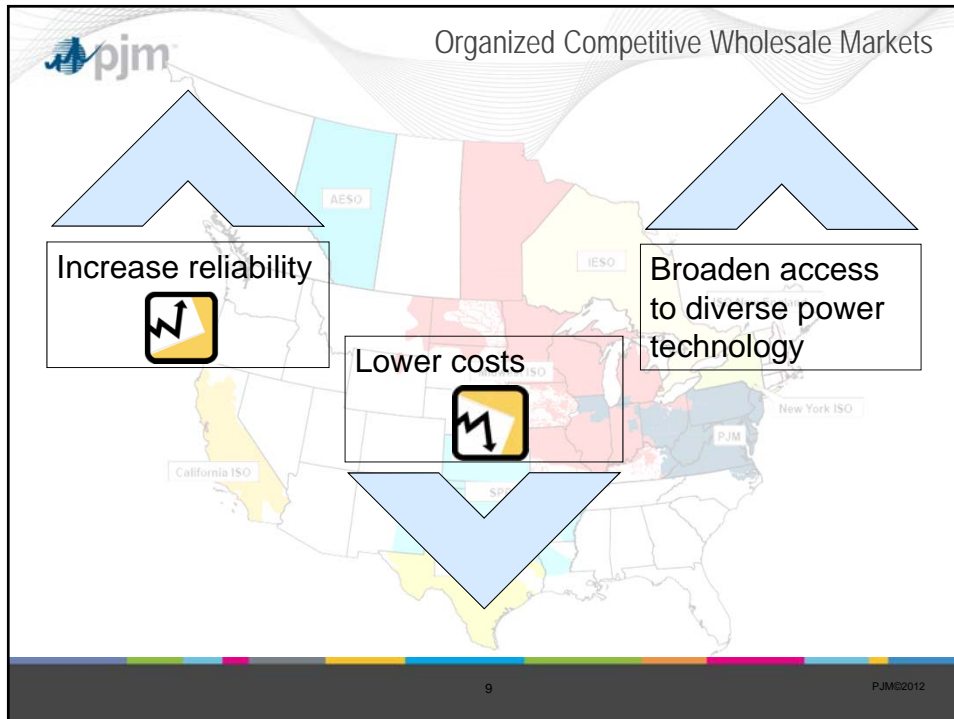 pjm
Organized Competitive Wholesale Markets
AESO
Increase reliability
IESO
Broaden access
to diverse power
technology
Lower costs
New York ISO
PJM
California ISO
9
PJM©2012